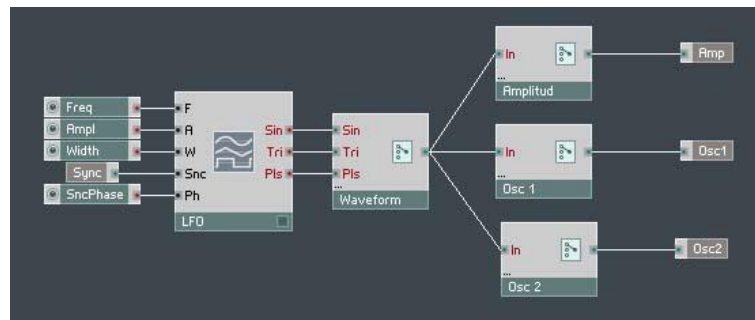 Freq
Ampl
Width
Sync
SncPhase
F
A
W
Snc
Ph
Sin
Tri
Pls
LFO
Sin
Tri
Pls
...
Waveform
In
...
Amplitud
In
...
Osc 1
In
...
Osc 2
Amp
Osc1
Osc2